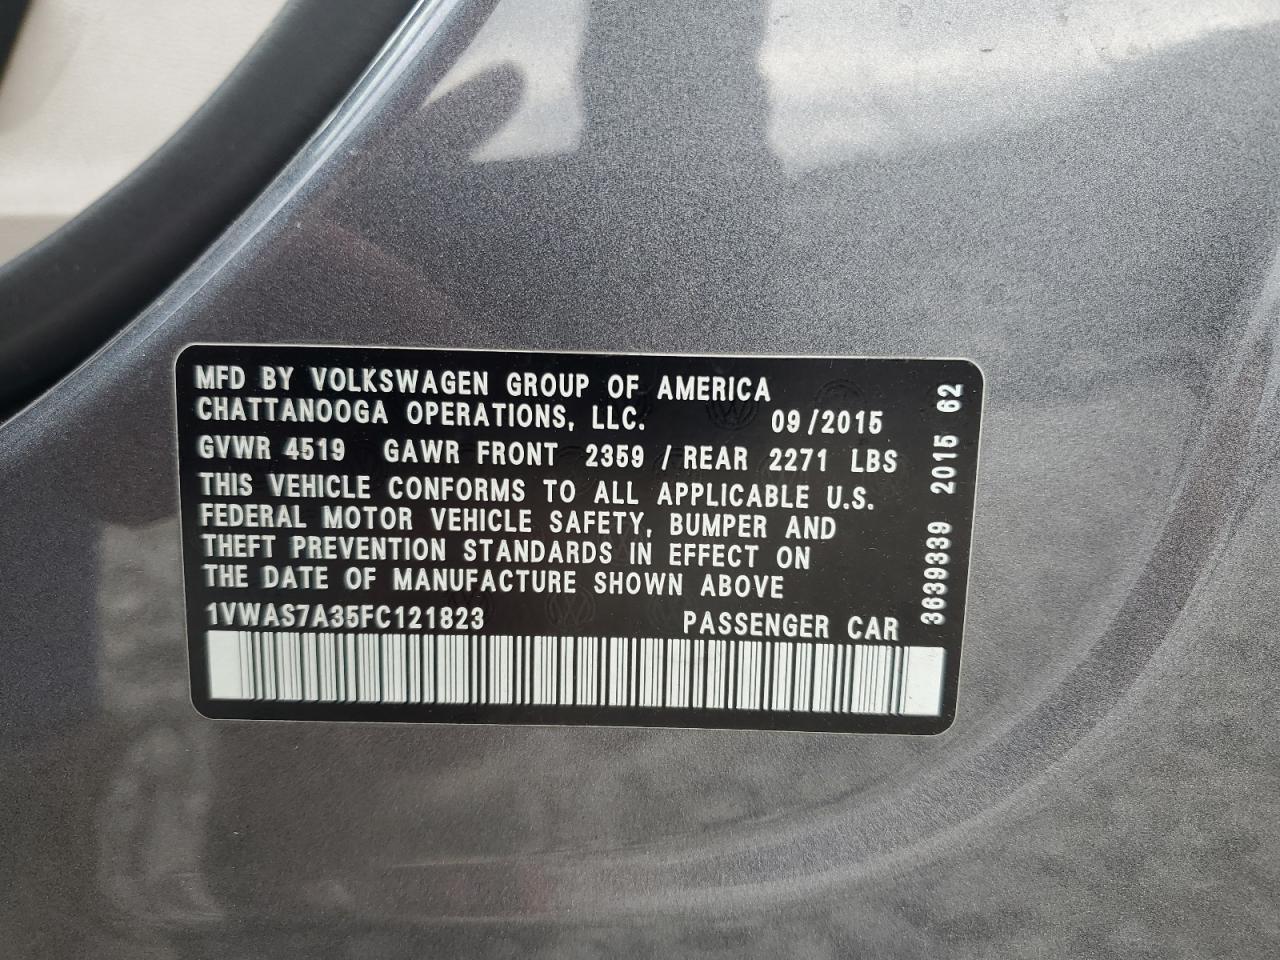 MFD BY VOLKSWAGEN GROUP OF AMERICA
CHATTANOOGA OPERATIONS, LLC. 09/2015
GVWR 4519 GAWR FRONT 2359 / REAR 2271 LBS
THIS VEHICLE CONFORMS TO ALL APPLICABLE U.S.
FEDERAL MOTOR VEHICLE SAFETY, BUMPER AND
THEFT PREVENTION STANDARDS IN EFFECT ON
THE DATE OF MANUFACTURE SHOWN ABOVE
1VWAS7A35FC121823 PASSENGER CAR
3639339 2015 62